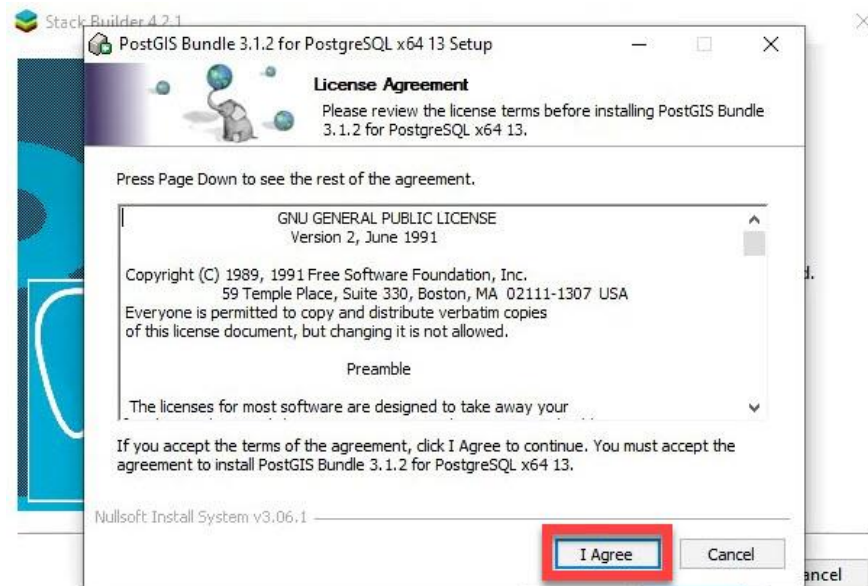 Stack Builder 4.2.1
PostGIS Bundle 3.1.2 for PostgreSQL x64 13 Setup
License Agreement
Please review the license terms before installing PostGIS Bundle
3.1.2 for PostgreSQL x64 13.
Press Page Down to see the rest of the agreement.
GNU GENERAL PUBLIC LICENSE
Version 2, June 1991
Copyright (C) 1989, 1991 Free Software Foundation, Inc.
59 Temple Place, Suite 330, Boston, MA 02111-1307 USA
Everyone is permitted to copy and distribute verbatim copies
of this license document, but changing it is not allowed.
Preamble
The licenses for most software are designed to take away your
If you accept the terms of the agreement, click I Agree to continue. You must accept the
agreement to install PostGIS Bundle 3.1.2 for PostgreSQL x64 13.
Nullsoft Install System v3.06.1
I Agree
Cancel
ancel